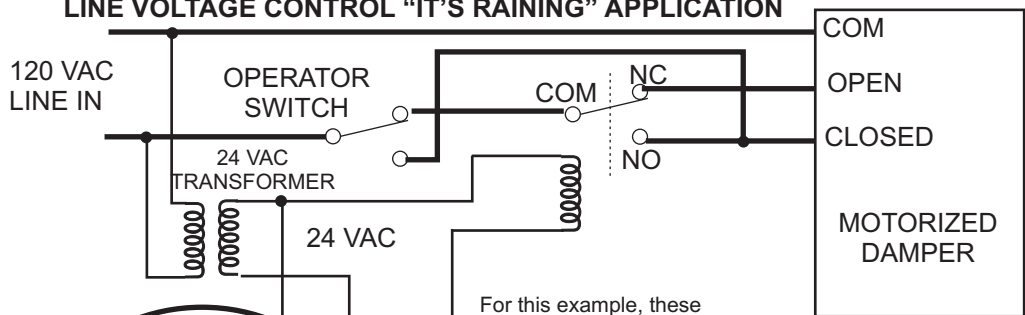 LINE VOLTAGE CONTROL “IT’S RAINING” APPLICATION
COM
120 VAC
LINE IN
OPERATOR
SWITCH
COM
NC
OPEN
CLOSED
NO
24 VAC
TRANSFORMER
24 VAC
MOTORIZED
DAMPER
For this example, these